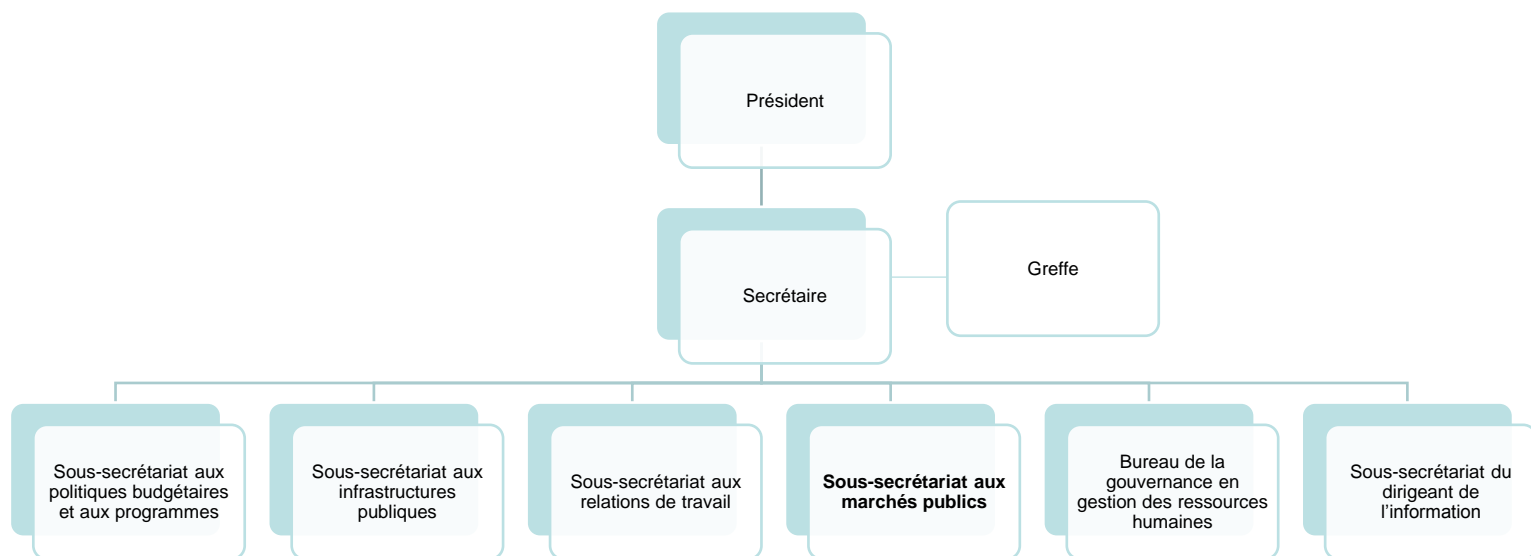 Président
Secrétaire
Greffe
Sous-secrétariat aux
politiques budgétaires
et aux programmes
Sous-secrétariat aux
infrastructures
publiques
Sous-secrétariat aux
relations de travail
Sous-secrétariat aux
marchés publics
Bureau de la
gouvernance en
gestion des ressources
humaines
Sous-secrétariat du
dirigeant de
l’information